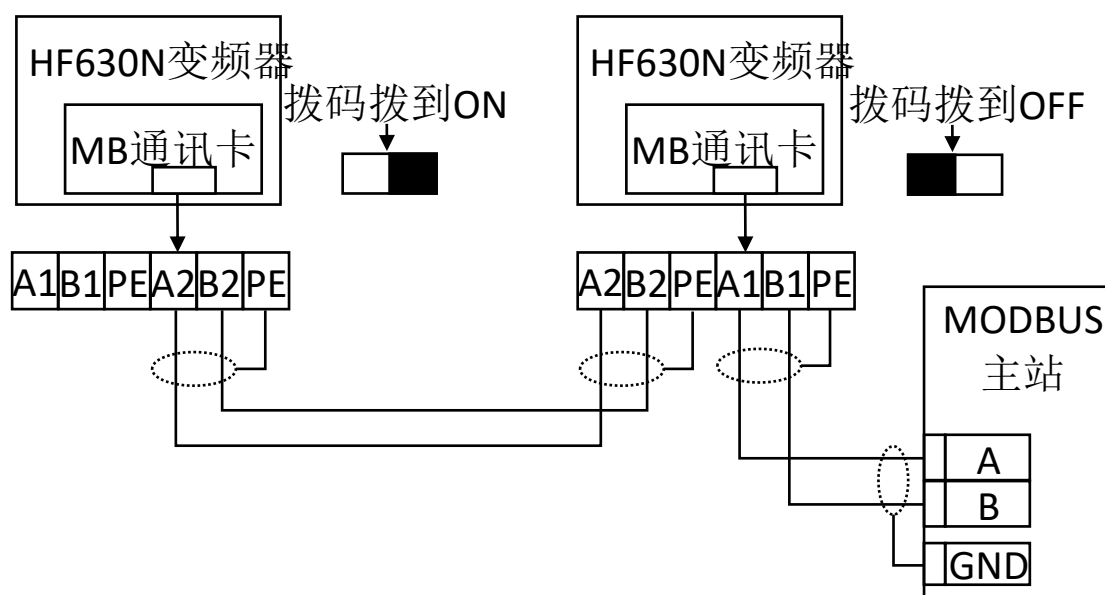 HF630N变频器
MB通讯卡
拨码拨到ON
HF630N变频器
MB通讯卡
拨码拨到OFF
A1 B1 PE A2 B2 PE
A2 B2 PE A1 B1 PE
MODBUS
主站
A
B
GND